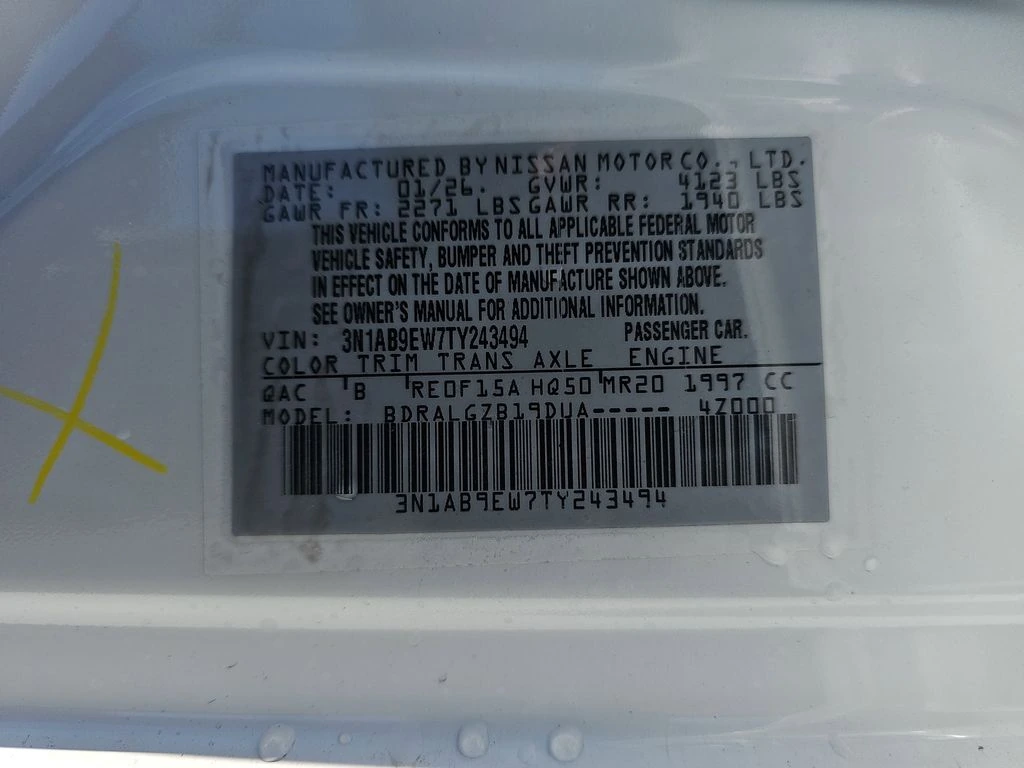 MANUFACTURED BY NISSAN MOTOR CO., LTD.
DATE: 01/26. GVWR: 4123 LBS
GAWR FR: 2271 LBS GAWR RR: 1940 LBS
THIS VEHICLE CONFORMS TO ALL APPLICABLE FEDERAL MOTOR
VEHICLE SAFETY, BUMPER AND THEFT PREVENTION STANDARDS
IN EFFECT ON THE DATE OF MANUFACTURE SHOWN ABOVE.
SEE OWNER'S MANUAL FOR ADDITIONAL INFORMATION.
VIN: 3N1AB9EW7TY243494 PASSENGER CAR.
COLOR TRIM TRANS AXLE ENGINE
QAC B RE0F15A HQ50 MR20 1997 CC
MODEL: BDRALGZB19DUA----- 4Z000
3N1AB9EW7TY243494